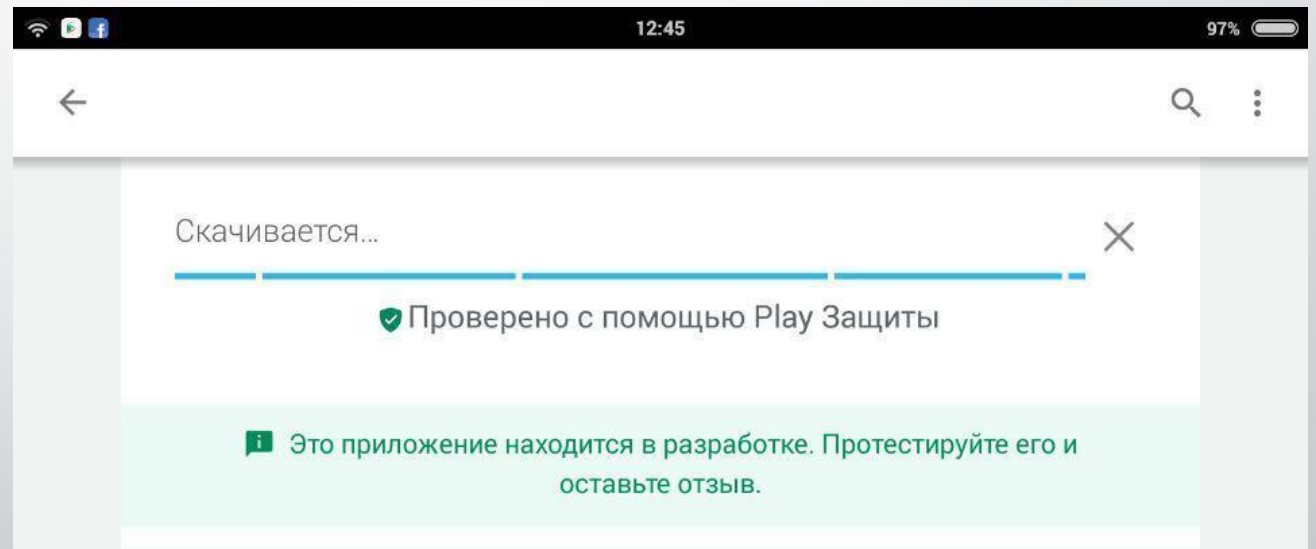 12:45
97%
Скачивается...
Проверено с помощью Play Защиты
Это приложение находится в разработке. Протестируйте его и
оставьте отзыв.